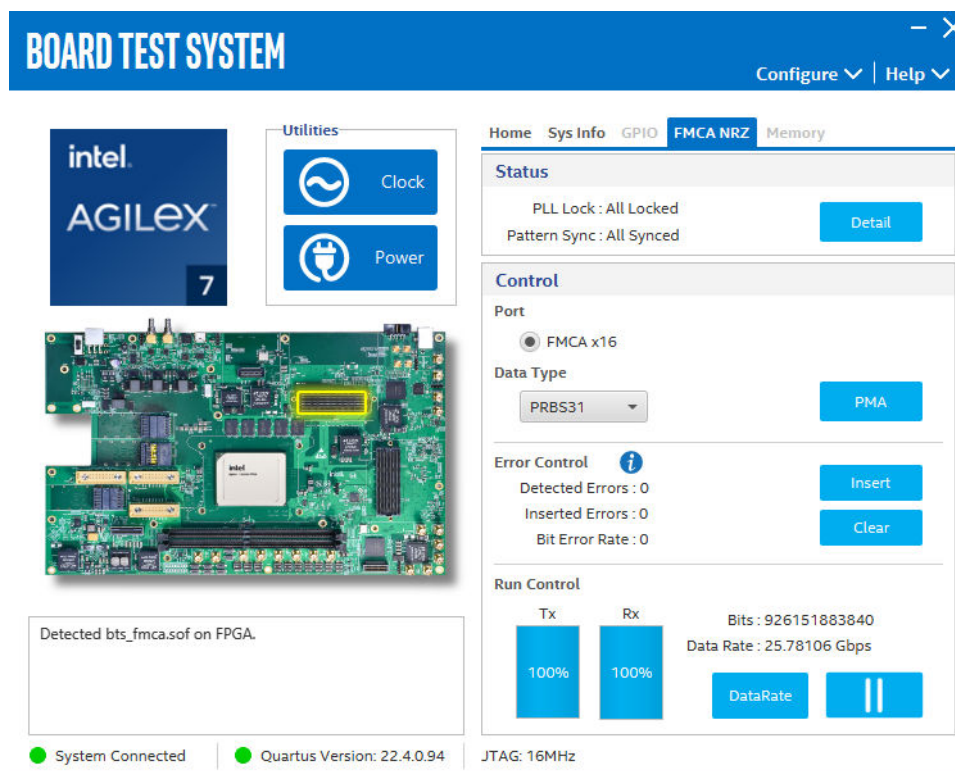 BOARD TEST SYSTEM
Configure
Help
intel.
AGILEX
7
Utilities
Clock
Power
Home Sys Info GPIO FMCA NRZ Memory
Status
PLL Lock : All Locked
Pattern Sync : All Synced
Detail
Control
Port
FMCA x16
Data Type
PRBS31
PMA
Error Control
Detected Errors : 0
Inserted Errors : 0
Bit Error Rate : 0
Insert
Clear
Run Control
Tx
Rx
100%
100%
Bits : 926151883840
Data Rate : 25.78106 Gbps
DataRate
intel
Detected bts_fmca.sof on FPGA.
System Connected
Quartus Version: 22.4.0.94
JTAG: 16MHz